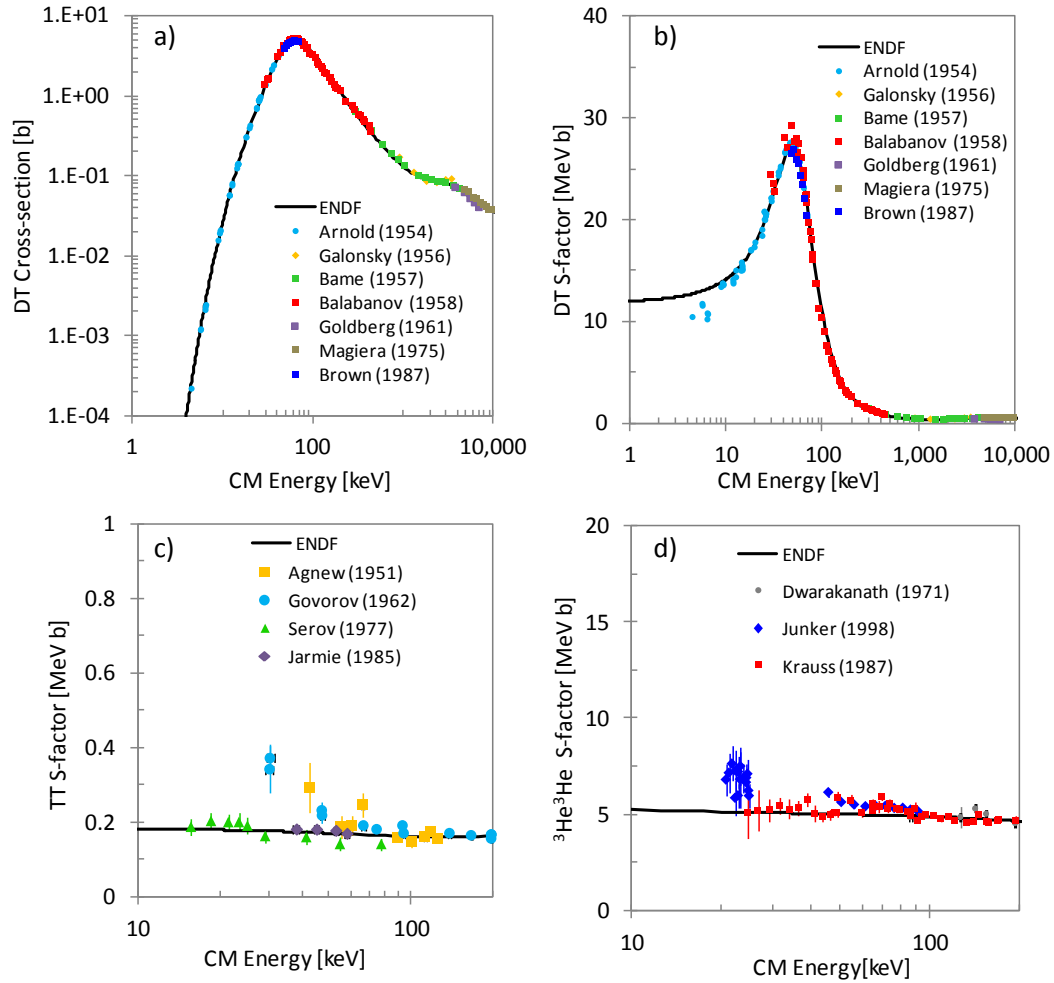 a)
DT Cross-section [b]
1.E+01
1.E+00
1.E-01
1.E-02
1.E-03
1.E-04
ENDF
Arnold (1954)
Galonsky (1956)
Bame (1957)
Balabanov (1958)
Goldberg (1961)
Magiera (1975)
Brown (1987)
1 100 10,000
CM Energy [keV]
b)
DT S-factor [MeV b]
40
30
20
10
0
ENDF
Arnold (1954)
Galonsky (1956)
Bame (1957)
Balabanov (1958)
Goldberg (1961)
Magiera (1975)
Brown (1987)
1 10 100 1,000 10,000
CM Energy [keV]
c)
TT S-factor [MeV b]
1
0.8
0.6
0.4
0.2
0
ENDF
Agnew (1951)
Govorov (1962)
Serov (1977)
Jarmie (1985)
10 100
CM Energy [keV]
d)
³He³He S-factor [MeV b]
20
15
10
5
0
ENDF
Dwarakanath (1971)
Junker (1998)
Krauss (1987)
10 100
CM Energy[keV]